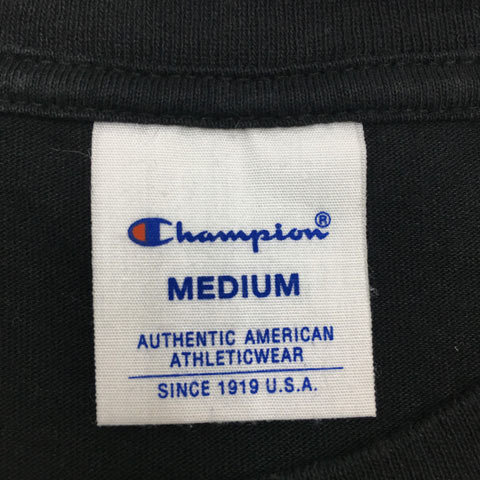 Champion®
MEDIUM
AUTHENTIC AMERICAN
ATHLETICWEAR
SINCE 1919 U.S.A.